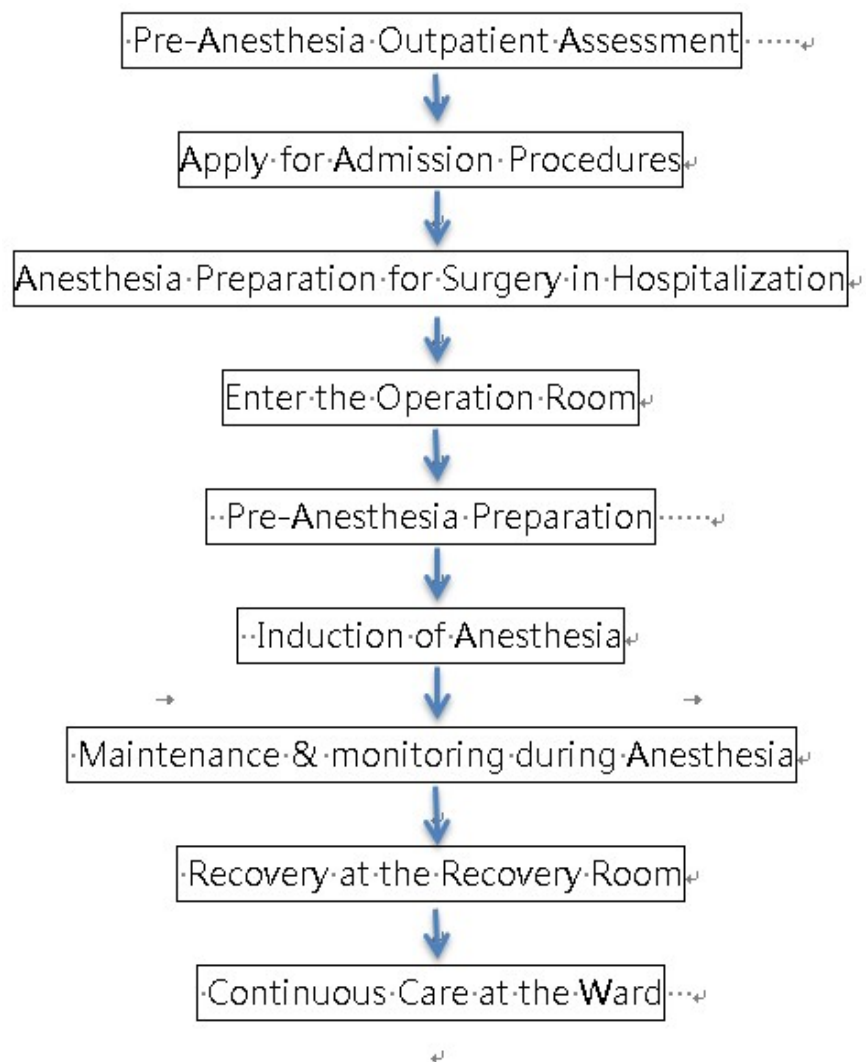 Pre-Anesthesia Outpatient Assessment
Apply for Admission Procedures
Anesthesia Preparation for Surgery in Hospitalization
Enter the Operation Room
Pre-Anesthesia Preparation
Induction of Anesthesia
Maintenance & monitoring during Anesthesia
Recovery at the Recovery Room
Continuous Care at the Ward